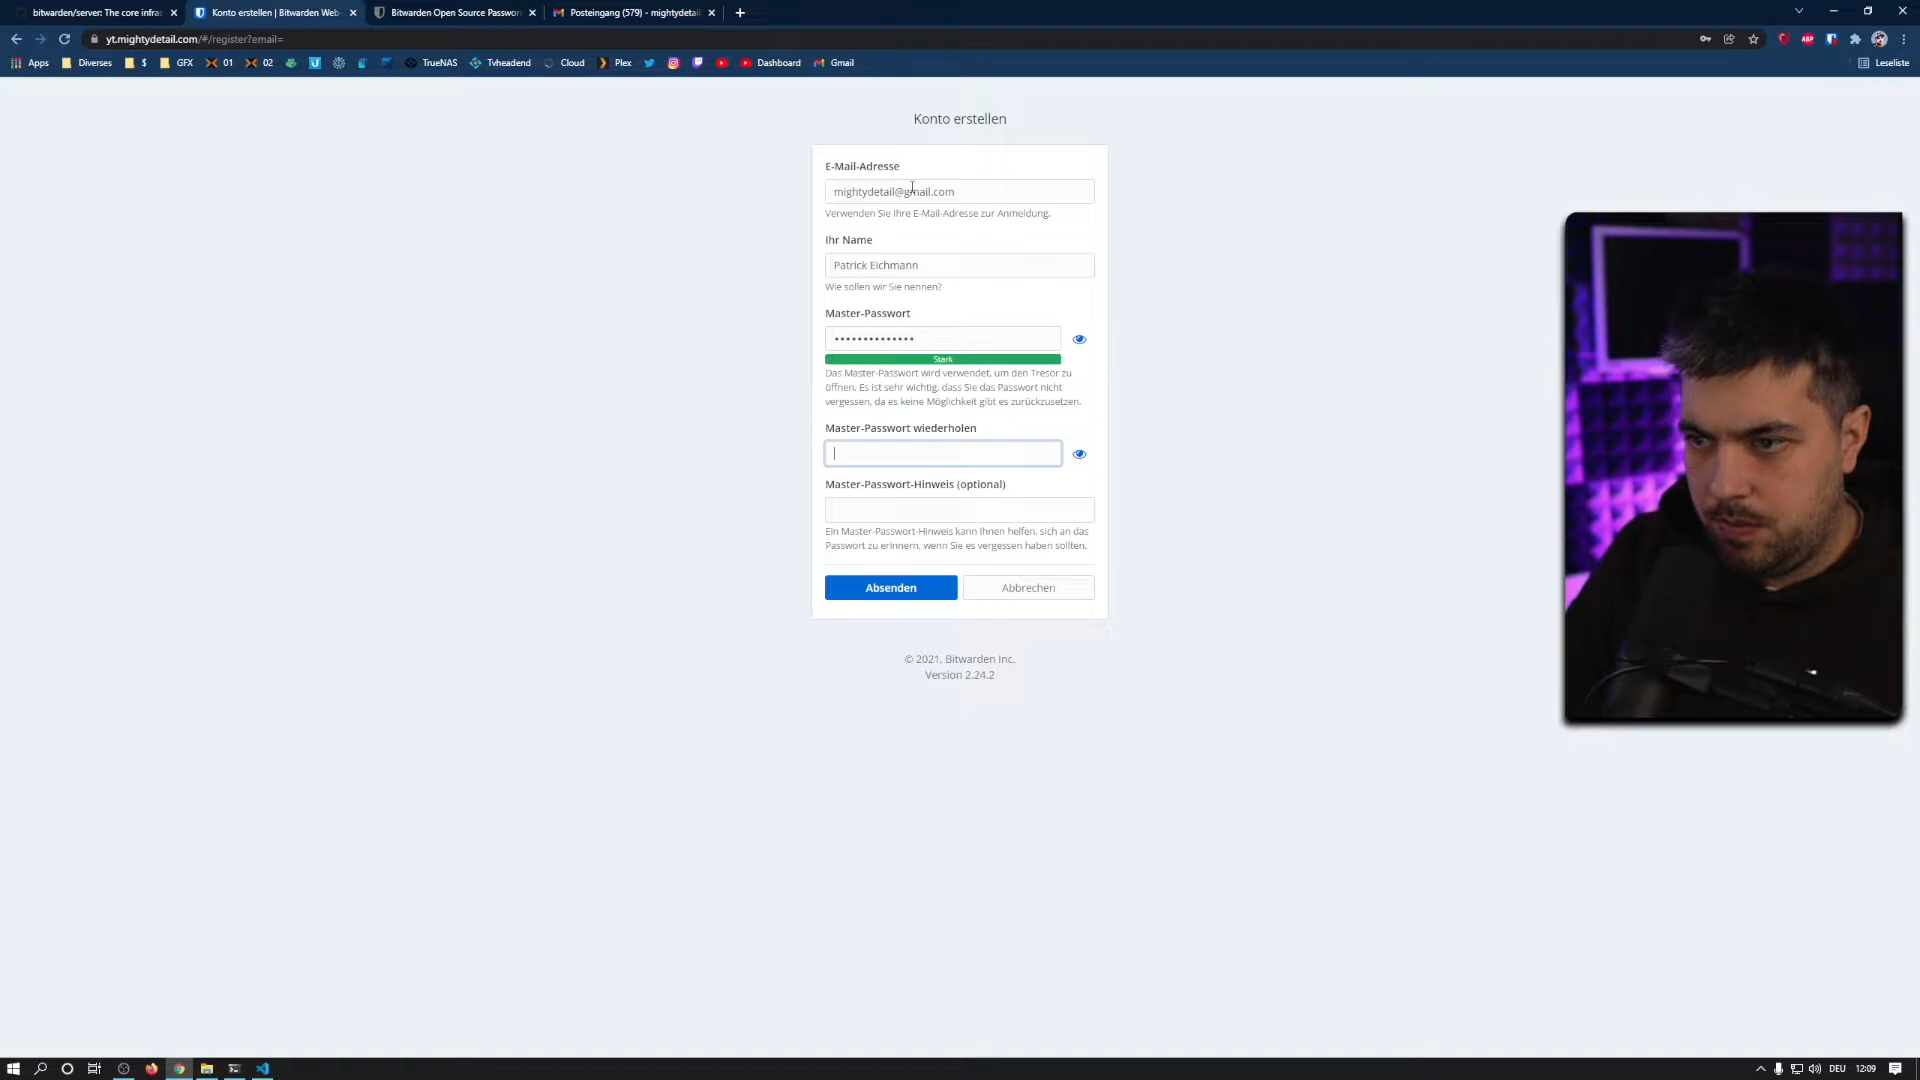 bitwarden/server: The core infras
Konto erstellen | Bitwarden Web-
Bitwarden Open Source Passwor
Posteingang (579) - mightydetail
yt.mightydetail.com/#/register?email=
ABP
Apps
Diverses
$
GFX
01
02
TrueNAS
Tvheadend
Cloud
Plex
Dashboard
Gmail
Leseliste
Konto erstellen
E-Mail-Adresse
mightydetail@gmail.com
Verwenden Sie Ihre E-Mail-Adresse zur Anmeldung.
Ihr Name
Patrick Eichmann
Wie sollen wir Sie nennen?
Master-Passwort
••••••••••••••
Stark
Das Master-Passwort wird verwendet, um den Tresor zu
öffnen. Es ist sehr wichtig, dass Sie das Passwort nicht
vergessen, da es keine Möglichkeit gibt es zurückzusetzen.
Master-Passwort wiederholen
Master-Passwort-Hinweis (optional)
Ein Master-Passwort-Hinweis kann Ihnen helfen, sich an das
Passwort zu erinnern, wenn Sie es vergessen haben sollten.
Absenden
Abbrechen
© 2021, Bitwarden Inc.
Version 2.24.2
DEU
12:09